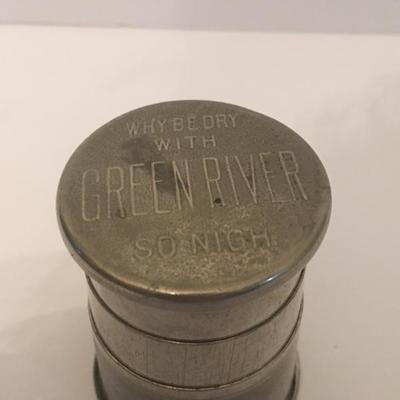 WHY BE DRY
WITH
GREEN RIVER
SO NIGH